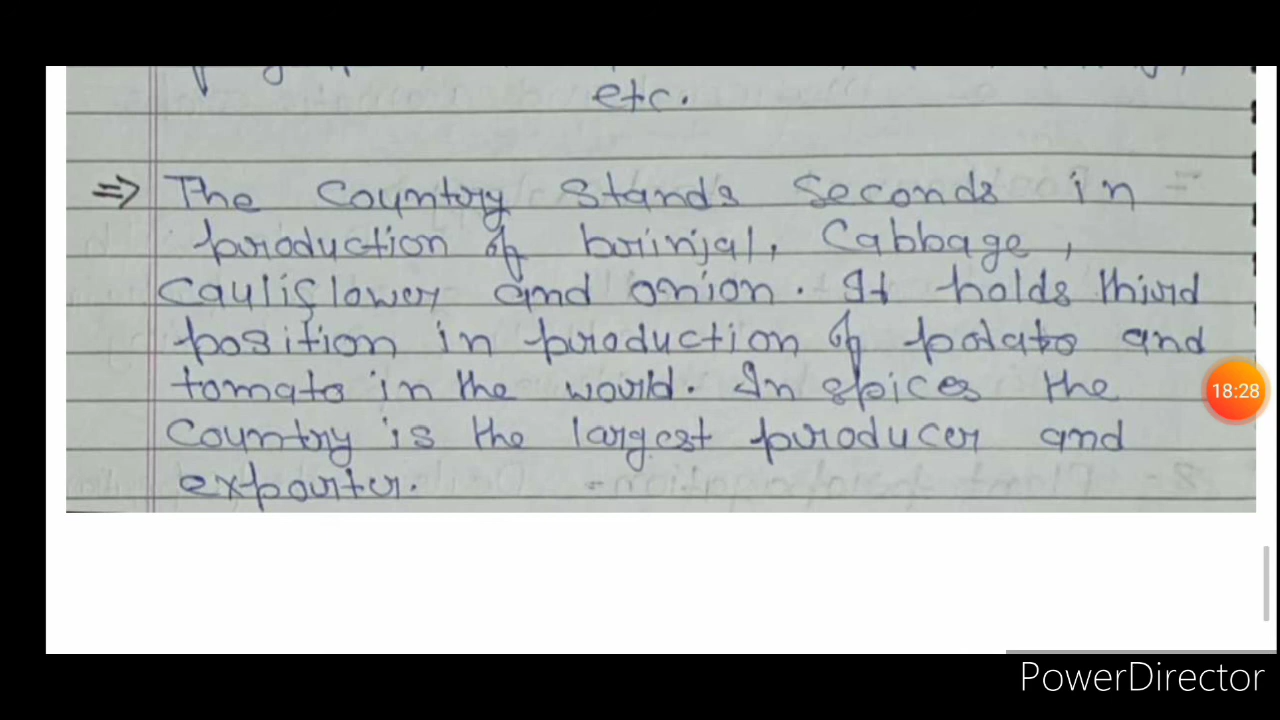 etc.
=> The Country Stands Seconds in
production of brinjal, Cabbage,
Cauliflower and onion. It holds third
position in production of potato and
tomato in the world. In spices the
Country is the largest producer and
exporter.
18:28
PowerDirector